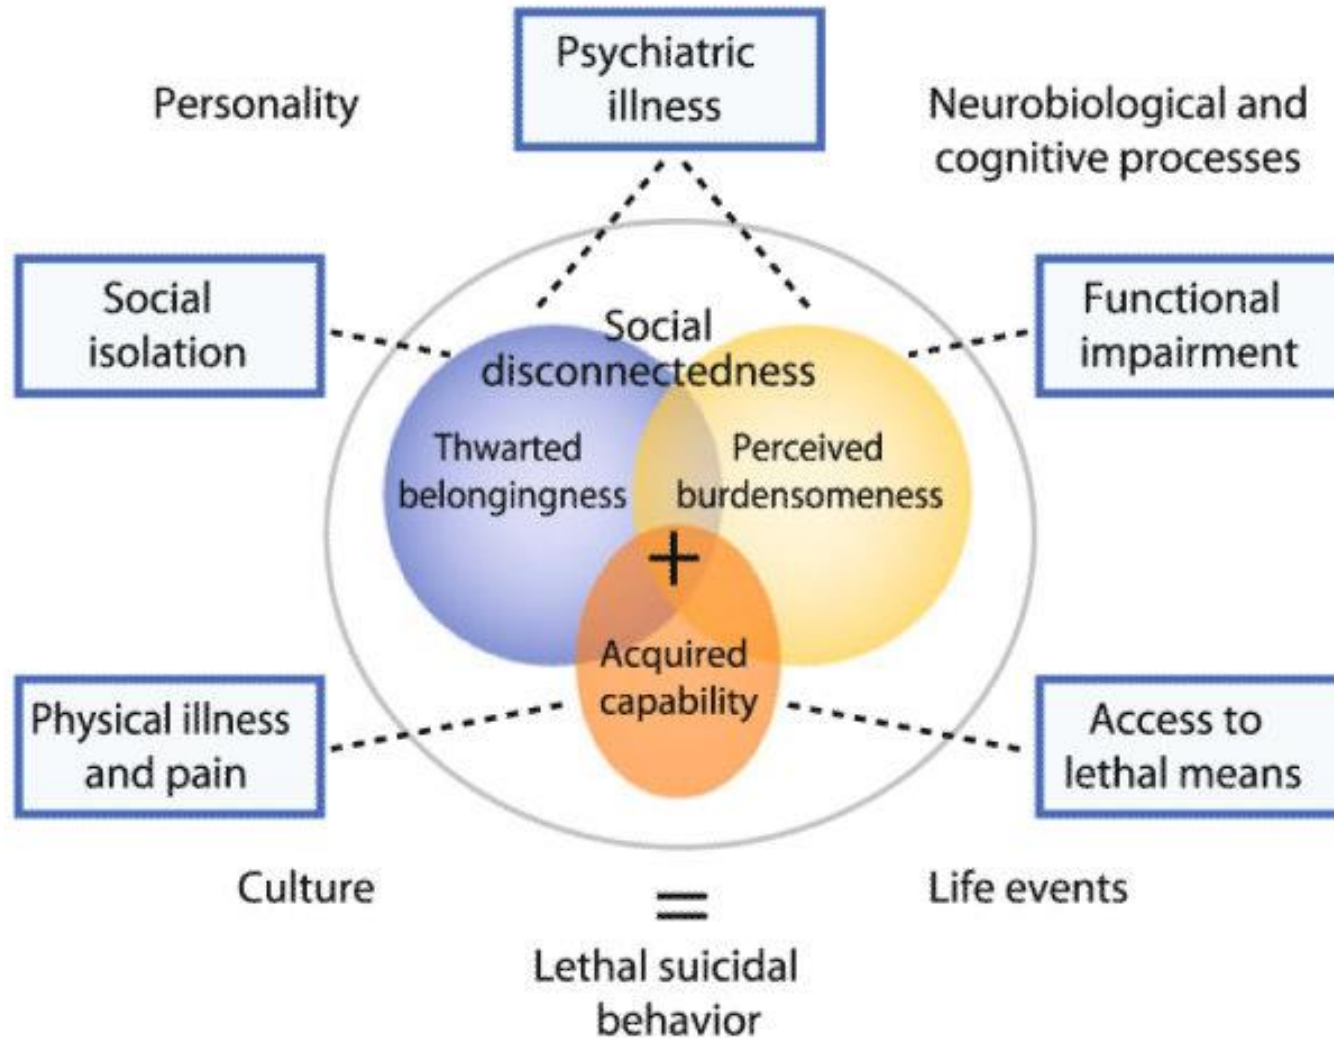 Psychiatric
illness
Personality
Neurobiological and
cognitive processes
Social
isolation
Functional
impairment
Social
disconnectedness
Thwarted
belongingness
Perceived
burdensomeness
+
Acquired
capability
Physical illness
and pain
Access to
lethal means
Culture
=
Life events
Lethal suicidal
behavior